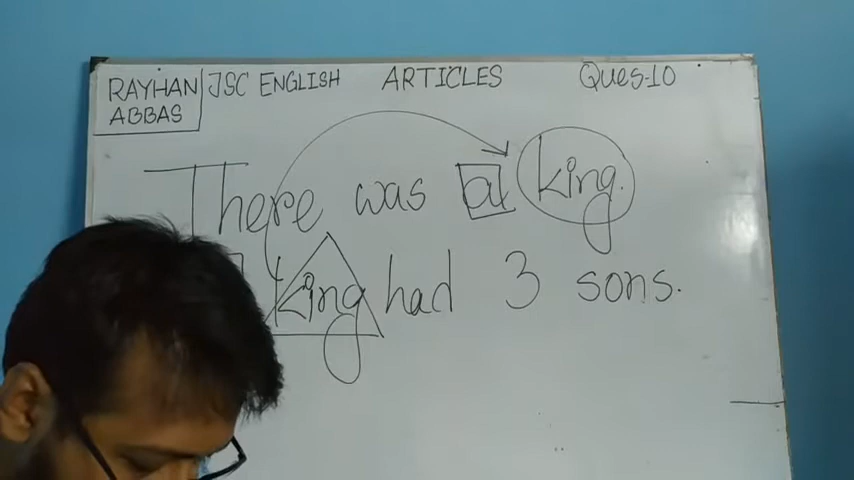 RAYHAN ABBAS
JSC ENGLISH ARTICLES Ques-10
There was a king.
king had 3 sons.